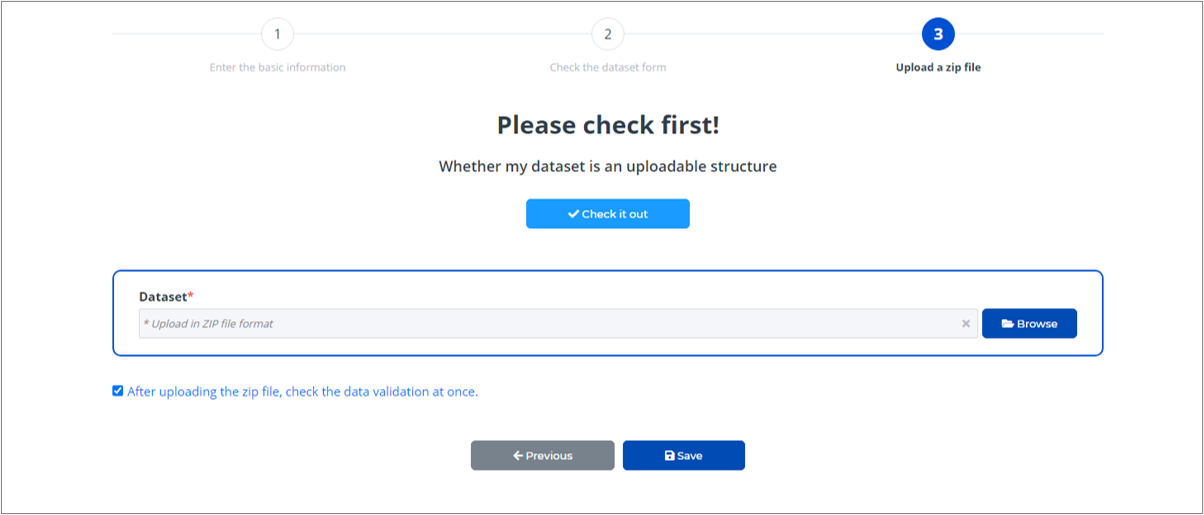 1
2
3
Enter the basic information
Check the dataset form
Upload a zip file
Please check first!
Whether my dataset is an uploadable structure
Check it out
Dataset*
* Upload in ZIP file format
Browse
After uploading the zip file, check the data validation at once.
Previous
Save